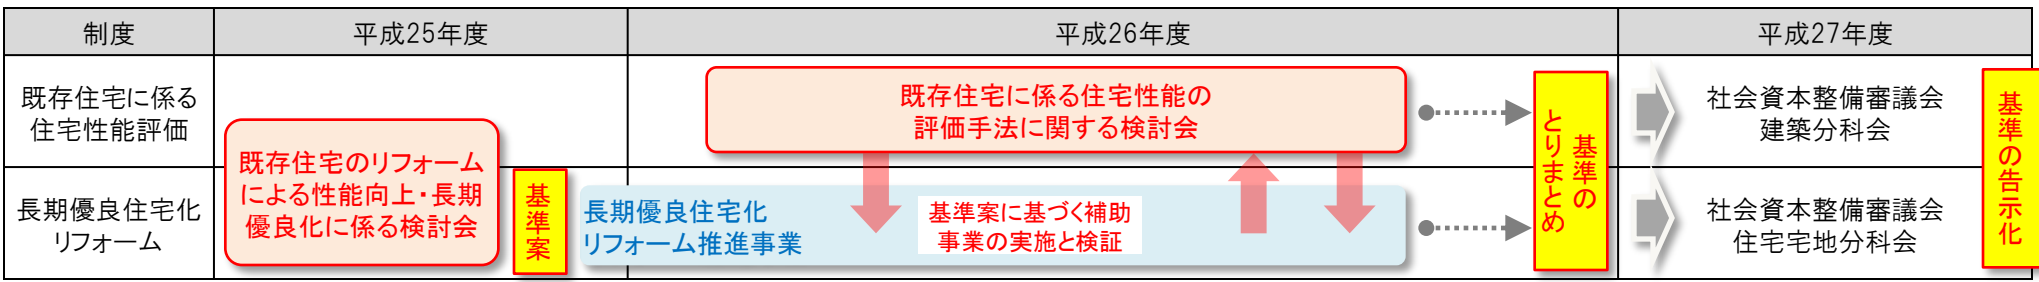 制度
平成25年度
平成26年度
平成27年度
既存住宅に係る
住宅性能評価
既存住宅のリフォーム
による性能向上・長期
優良化に係る検討会
基準案
既存住宅に係る住宅性能の
評価手法に関する検討会
基準の
とりまとめ
社会資本整備審議会
建築分科会
基準の告示化
長期優良住宅化
リフォーム
長期優良住宅化
リフォーム推進事業
基準案に基づく補助
事業の実施と検証
社会資本整備審議会
住宅宅地分科会